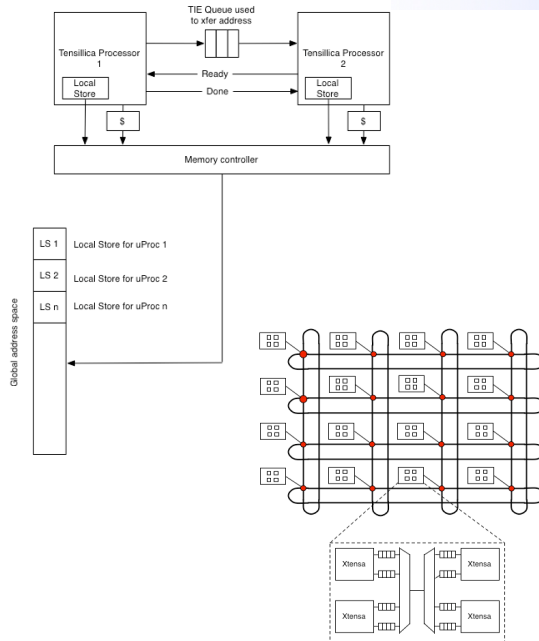 TIE Queue used
to xfer address
Tensillica Processor
1
Tensillica Processor
2
Ready
Done
Local
Store
Local
Store
$
$
Memory controller
LS 1
Local Store for uProc 1
LS 2
Local Store for uProc 2
LS n
Local Store for uProc n
Global address space
Xtensa
Xtensa
Xtensa
Xtensa